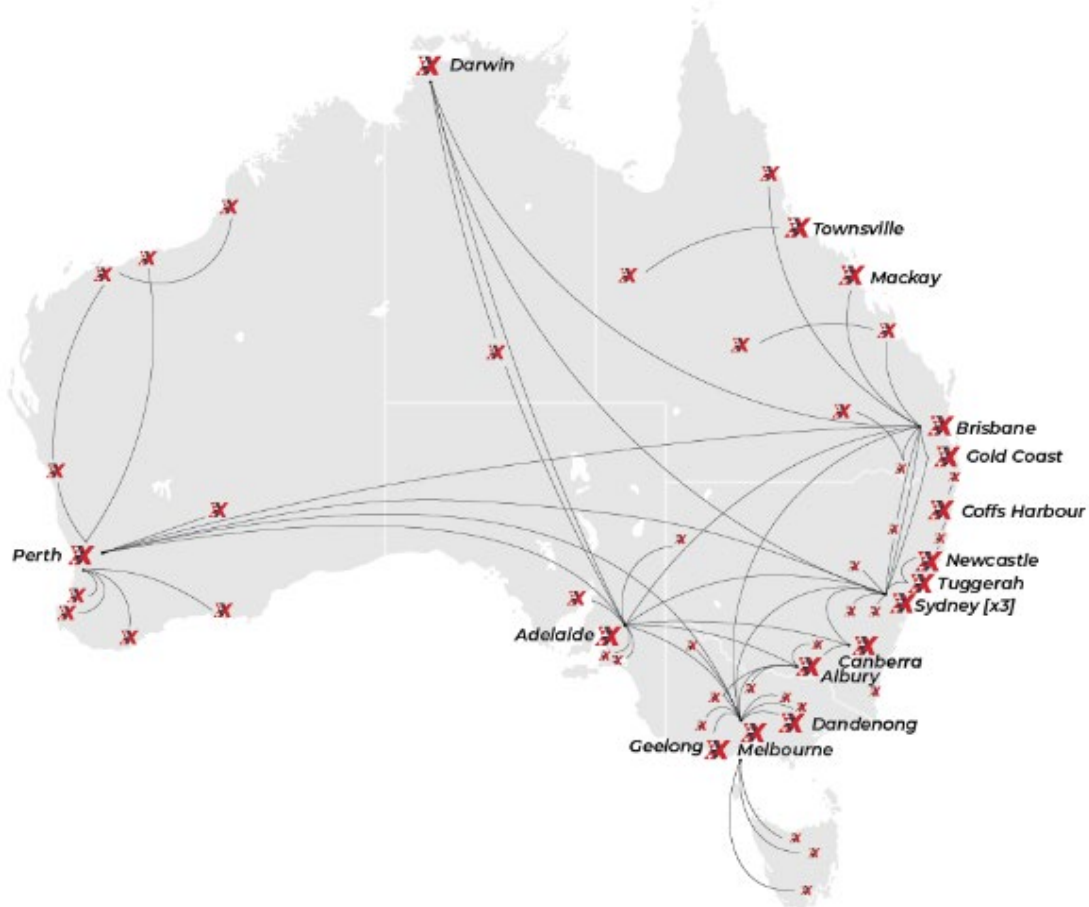 Darwin
Townsville
Mackay
Brisbane
Gold Coast
Coffs Harbour
Perth
Newcastle
Tuggerah
Sydney [x3]
Adelaide
Canberra
Albury
Dandenong
Geelong
Melbourne